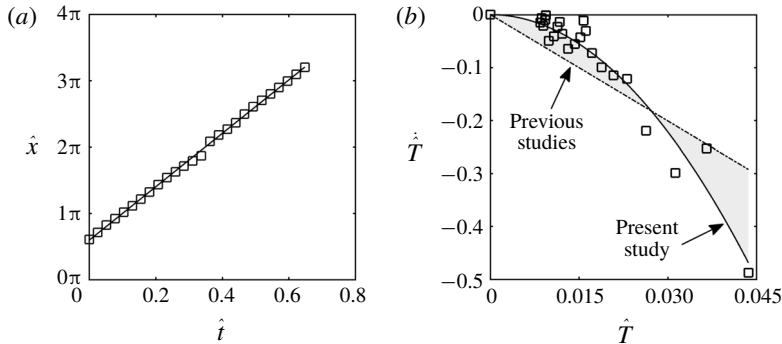 (a)
4π
3π
x̂
2π
1π
0π
0
0.2
0.4
0.6
0.8
t̂
(b)
0
−0.1
−0.2
Ṫ̂
−0.3
−0.4
−0.5
Previous
studies
Present
study
0
0.015
0.030
0.045
T̂